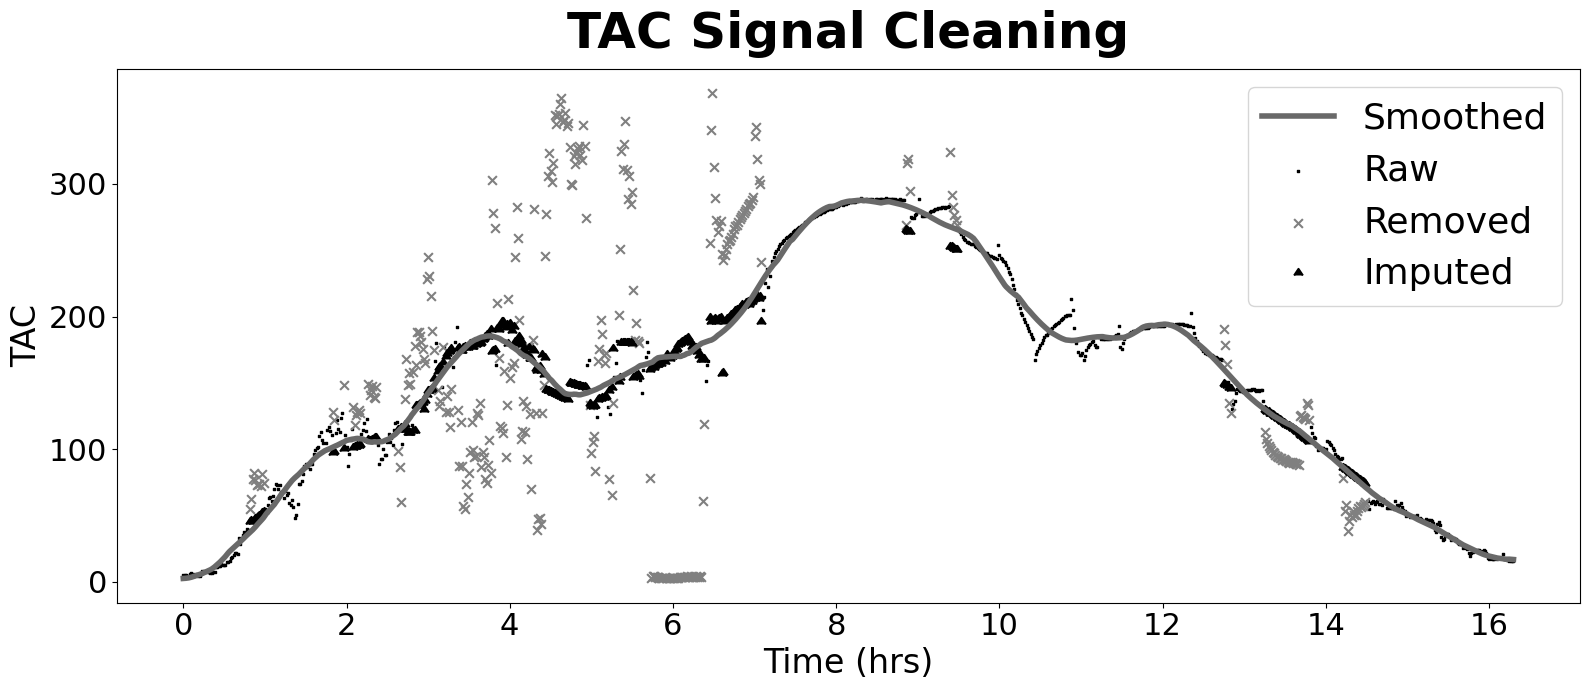 TAC Signal Cleaning
Smoothed
Raw
Removed
Imputed
TAC
300
200
100
0
0 2 4 6 8 10 12 14 16
Time (hrs)